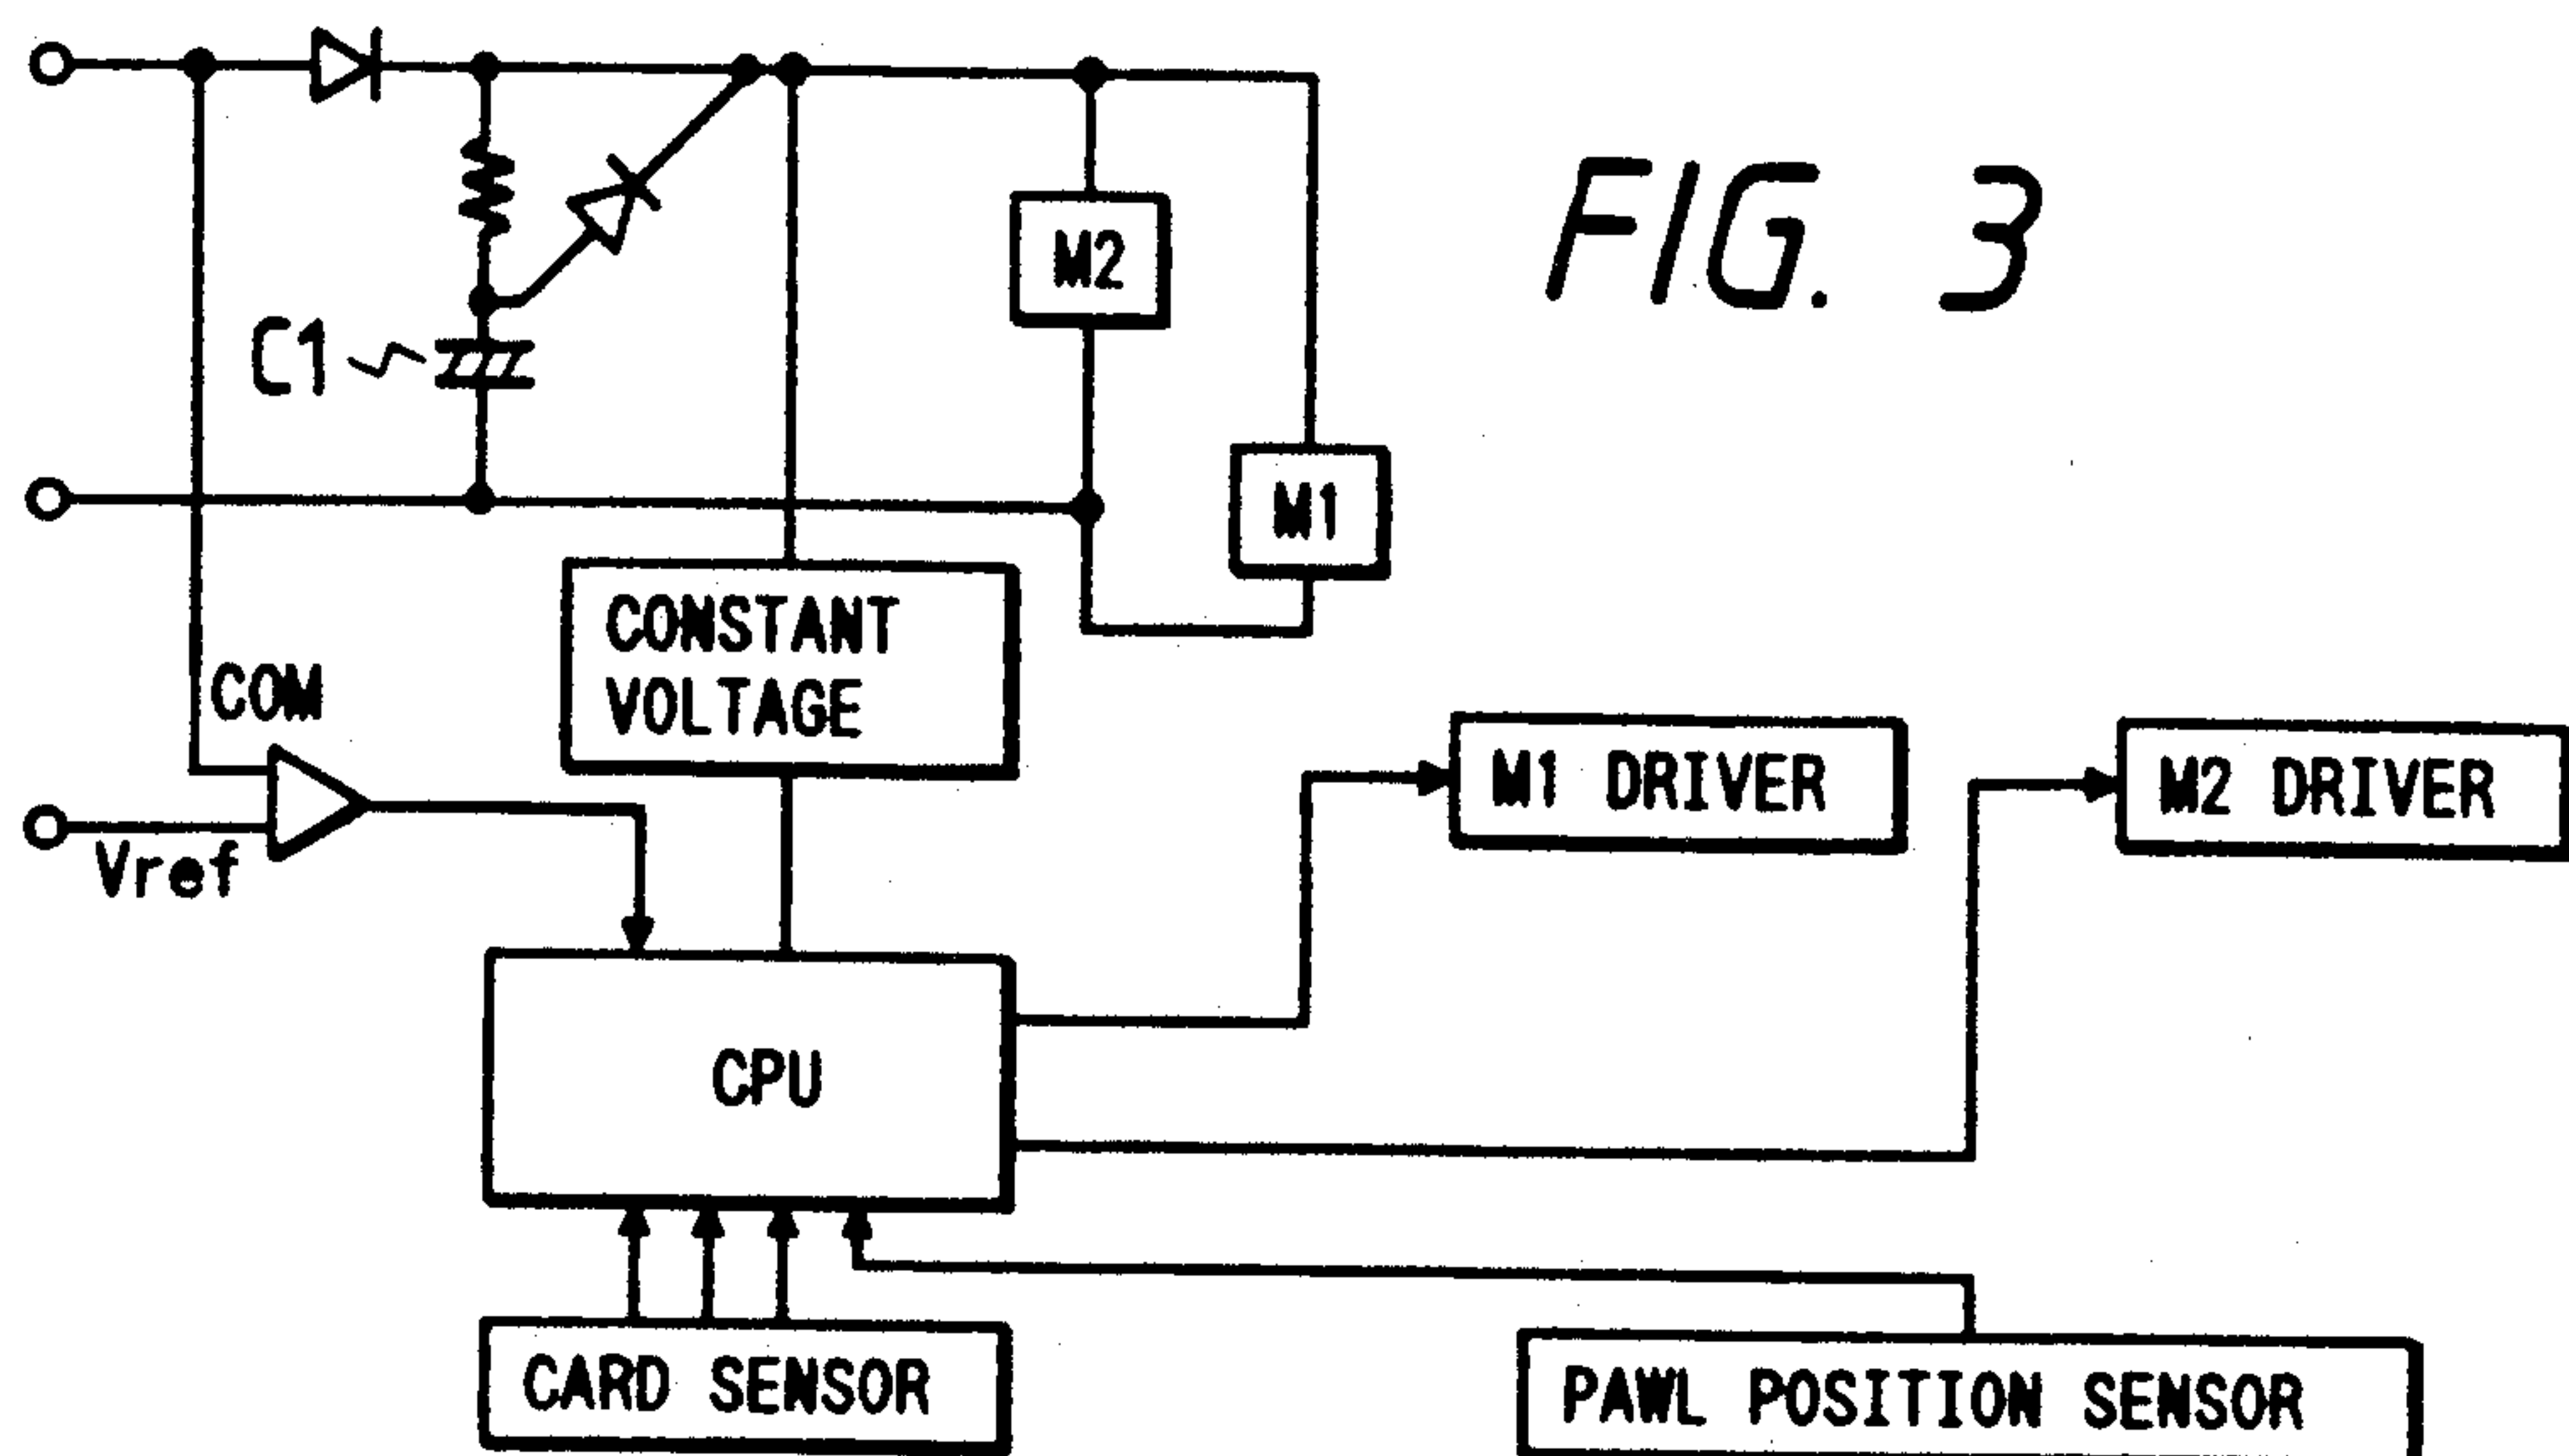 FIG. 3
M2
C1
M1
CONSTANT
VOLTAGE
COM
M1 DRIVER
M2 DRIVER
Vref
CPU
CARD SENSOR
PAWL POSITION SENSOR